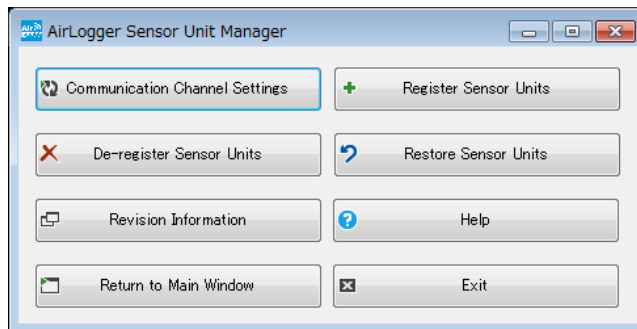 AirLogger Sensor Unit Manager
Communication Channel Settings
Register Sensor Units
De-register Sensor Units
Restore Sensor Units
Revision Information
Help
Return to Main Window
Exit